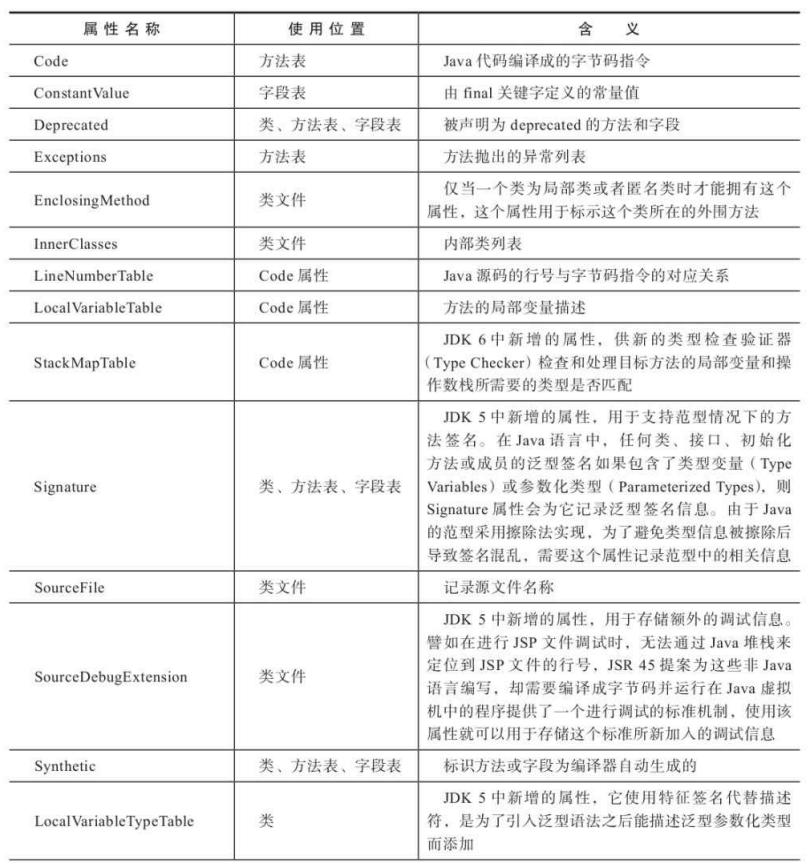 属性名称 使用位置 含义
Code 方法表 Java 代码编译成的字节码指令
ConstantValue 字段表 由 final 关键字定义的常量值
Deprecated 类、方法表、字段表 被声明为 deprecated 的方法和字段
Exceptions 方法表 方法抛出的异常列表
EnclosingMethod 类文件 仅当一个类为局部类或者匿名类时才能拥有这个
属性，这个属性用于标示这个类所在的外围方法
InnerClasses 类文件 内部类列表
LineNumberTable Code 属性 Java 源码的行号与字节码指令的对应关系
LocalVariableTable Code 属性 方法的局部变量描述
StackMapTable Code 属性 JDK 6 中新增的属性，供新的类型检查验证器
（Type Checker）检查和处理目标方法的局部变量和操
作数栈所需要的类型是否匹配
Signature 类、方法表、字段表 JDK 5 中新增的属性，用于支持范型情况下的方
法签名。在 Java 语言中，任何类、接口、初始化
方法或成员的泛型签名如果包含了类型变量（Type
Variables）或参数化类型（Parameterized Types），则
Signature 属性会为它记录泛型签名信息。由于 Java
的范型采用擦除法实现，为了避免类型信息被擦除后
导致签名混乱，需要这个属性记录范型中的相关信息
SourceFile 类文件 记录源文件名称
SourceDebugExtension 类文件 JDK 5 中新增的属性，用于存储额外的调试信息。
譬如在进行 JSP 文件调试时，无法通过 Java 堆栈来
定位到 JSP 文件的行号，JSR 45 提案为这些非 Java
语言编写，却需要编译成字节码并运行在 Java 虚拟
机中的程序提供了一个进行调试的标准机制，使用该
属性就可以用于存储这个标准所新加入的调试信息
Synthetic 类、方法表、字段表 标识方法或字段为编译器自动生成的
LocalVariableTypeTable 类 JDK 5 中新增的属性，它使用特征签名代替描述
符，是为了引入泛型语法之后能描述泛型参数化类型
而添加